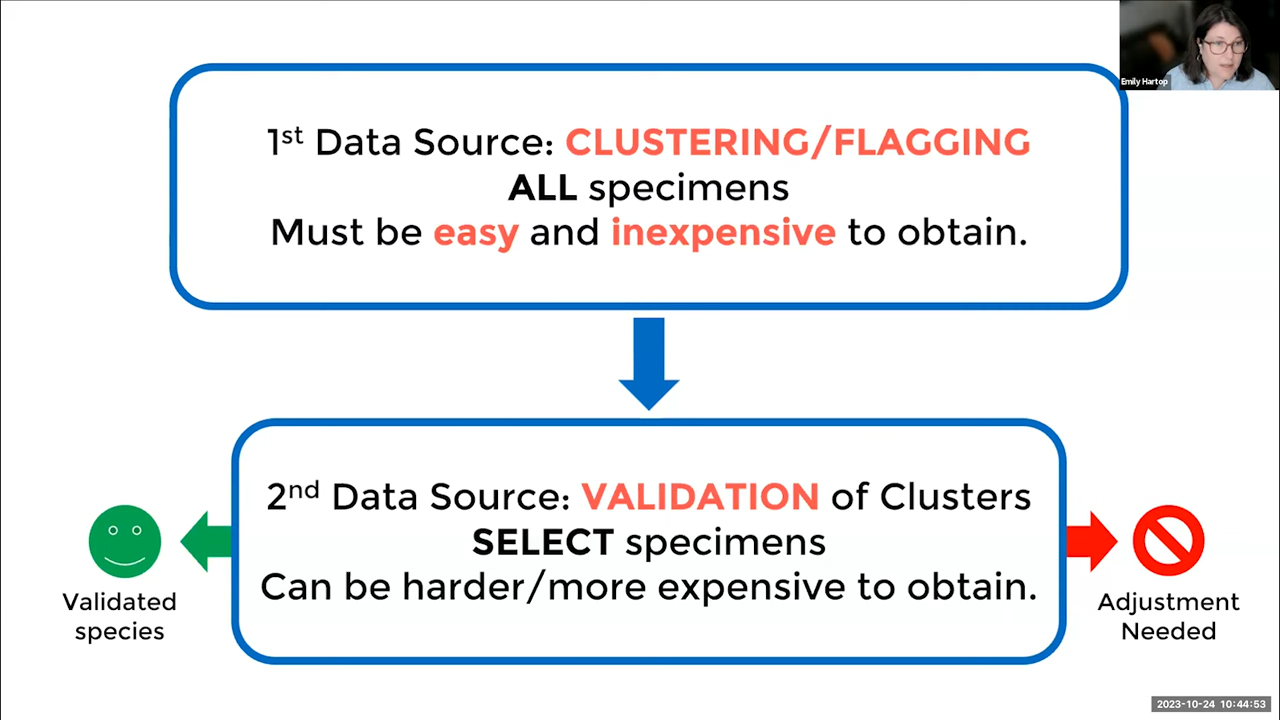 Emily Hartop
1st Data Source: CLUSTERING/FLAGGING
ALL specimens
Must be easy and inexpensive to obtain.
2nd Data Source: VALIDATION of Clusters
SELECT specimens
Can be harder/more expensive to obtain.
Validated
species
Adjustment
Needed
2023-10-24 10:44:53